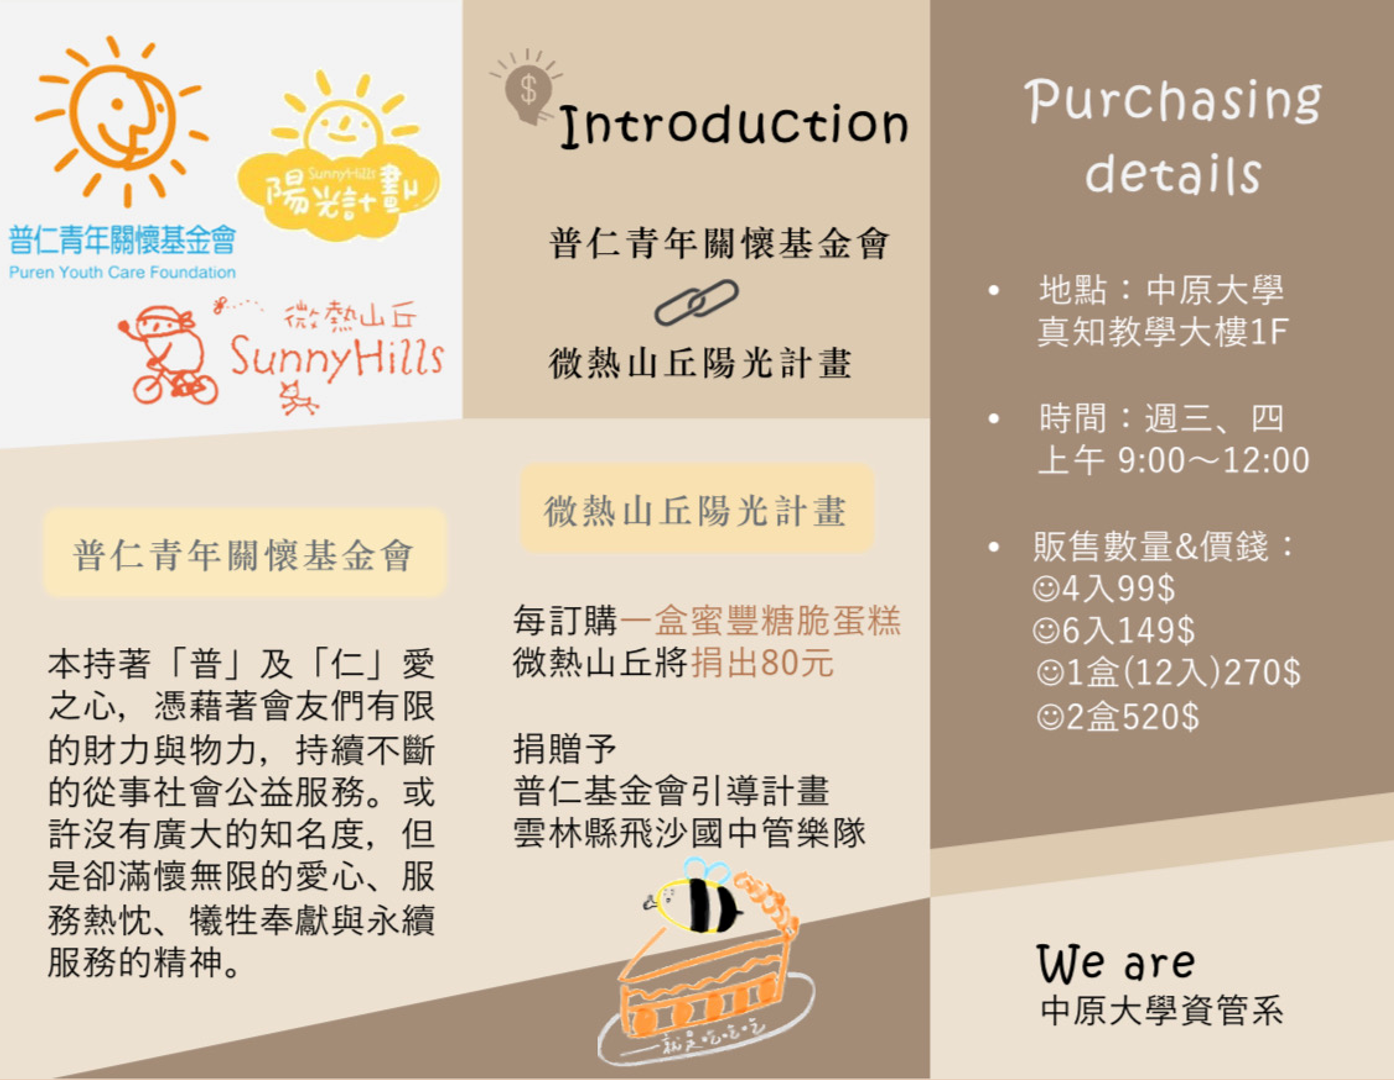 普仁青年關懷基金會
Puren Youth Care Foundation
SunnyHills
陽光計劃
微熱山丘
SunnyHills
$
Introduction
普仁青年關懷基金會
微熱山丘陽光計畫
普仁青年關懷基金會
本持著「普」及「仁」愛
之心，憑藉著會友們有限
的財力與物力，持續不斷
的從事社會公益服務。或
許沒有廣大的知名度，但
是卻滿懷無限的愛心、服
務熱忱、犧牲奉獻與永續
服務的精神。
微熱山丘陽光計畫
每訂購一盒蜜豐糖脆蛋糕
微熱山丘將捐出80元
捐贈予
普仁基金會引導計畫
雲林縣飛沙國中管樂隊
一就是吃吃吃
Purchasing
details
• 地點：中原大學
真知教學大樓1F
• 時間：週三、四
上午 9:00～12:00
• 販售數量&價錢：
☺4入99$
☺6入149$
☺1盒(12入)270$
☺2盒520$
We are
中原大學資管系